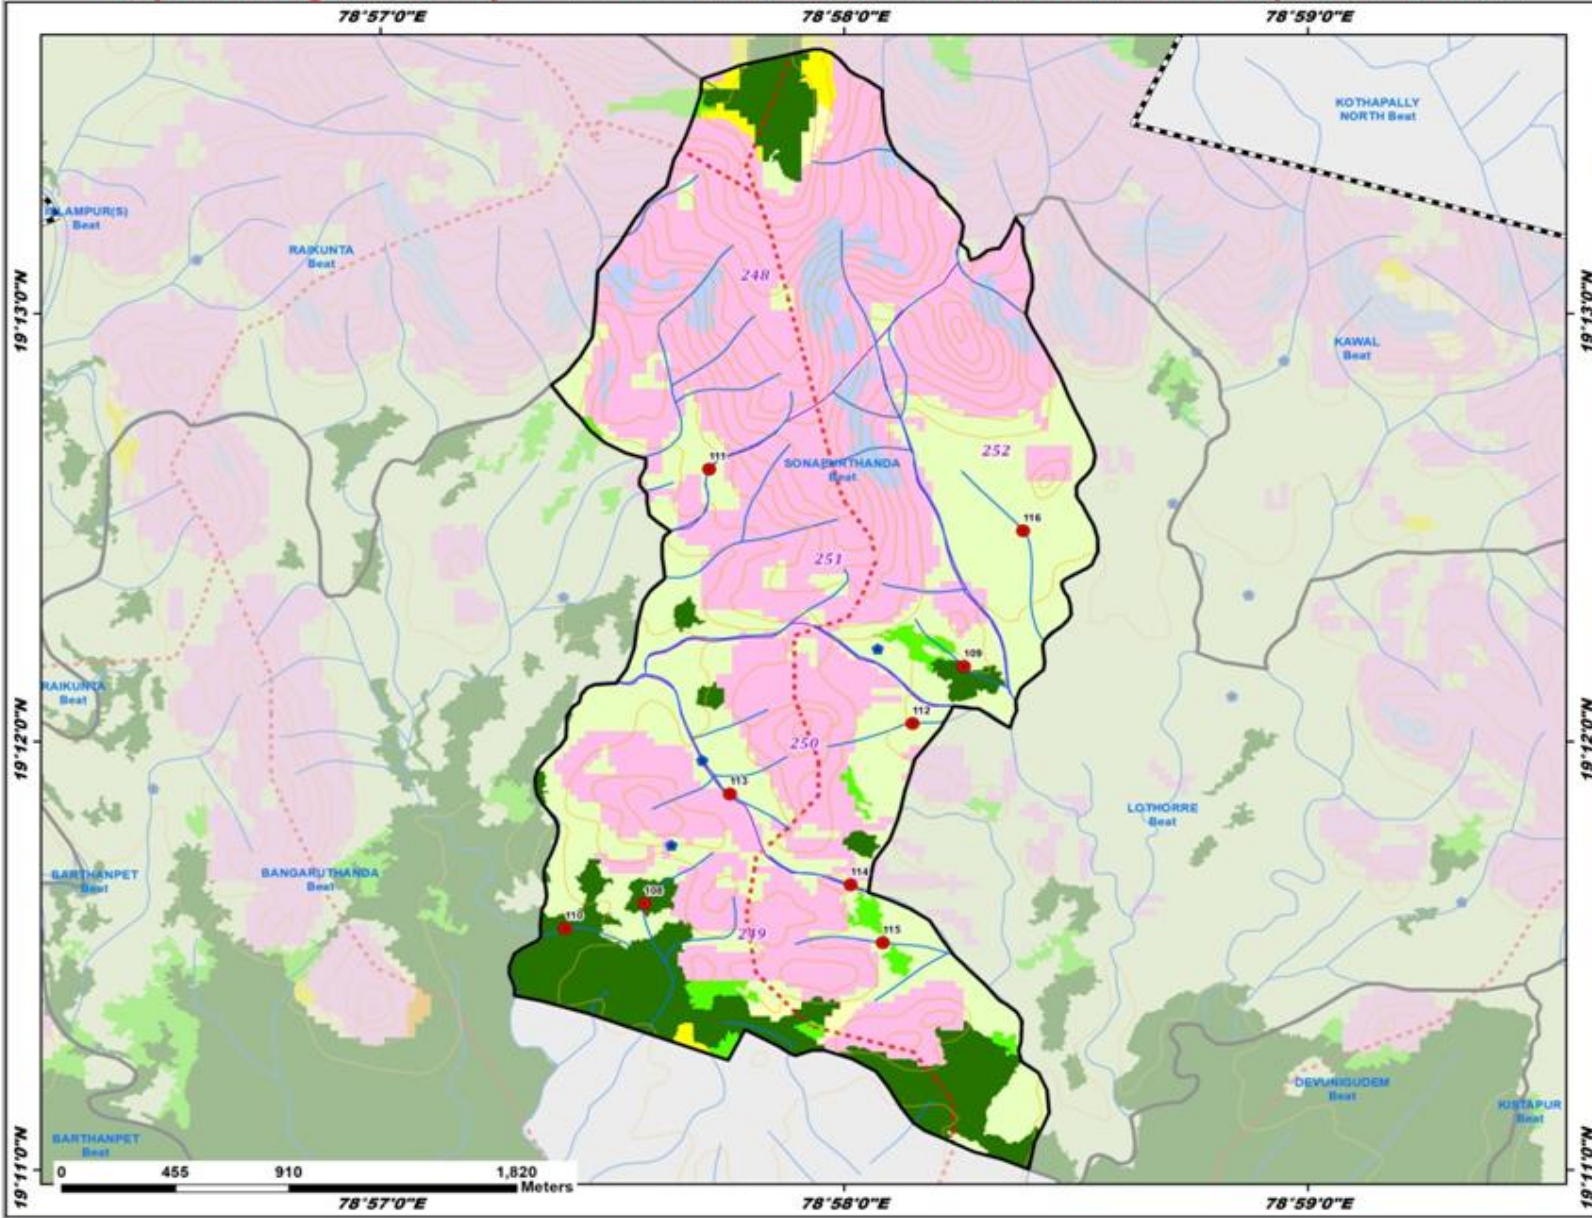 78°57'0"E
78°58'0"E
78°59'0"E
KOTHAPALLY
NORTH Beat
LAMPUR(S)
Beat
RAIKUNTA
Beat
248
19°13'0"N
19°13'0"N
KAWAL
Beat
252
111
SONAPURTHANDA
Beat
116
251
109
RAIKUNTA
Beat
112
19°12'0"N
250
19°12'0"N
113
LOTHORRE
Beat
BARTHANPET
Beat
BANGARUTHANDA
Beat
114
108
110
249
115
DEVUNIGUDEM
Beat
KISTAPUR
Beat
BARTHANPET
Beat
19°11'0"N
19°11'0"N
0 455 910 1,820
Meters
78°57'0"E
78°58'0"E
78°59'0"E